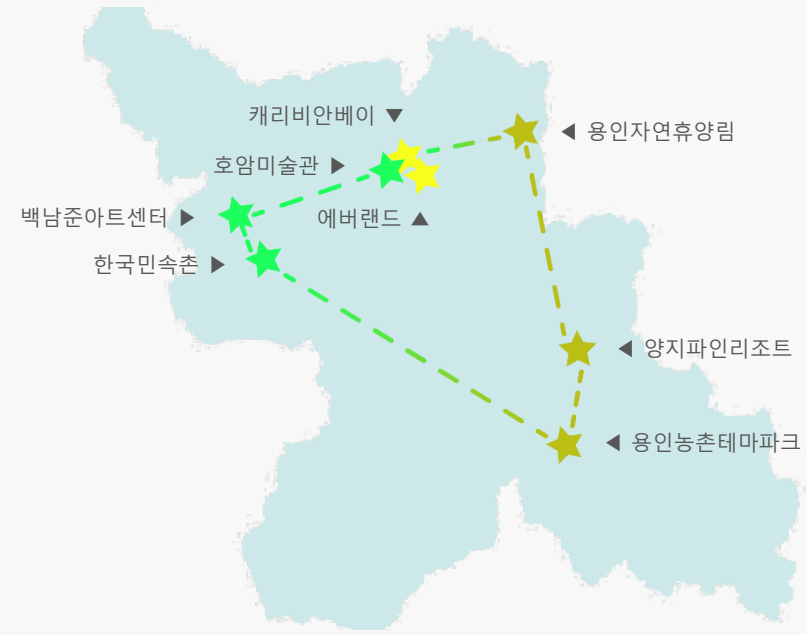 캐리비안베이 ▼
◀ 용인자연휴양림
호암미술관 ▶
백남준아트센터 ▶
에버랜드 ▲
한국민속촌 ▶
◀ 양지파인리조트
◀ 용인농촌테마파크